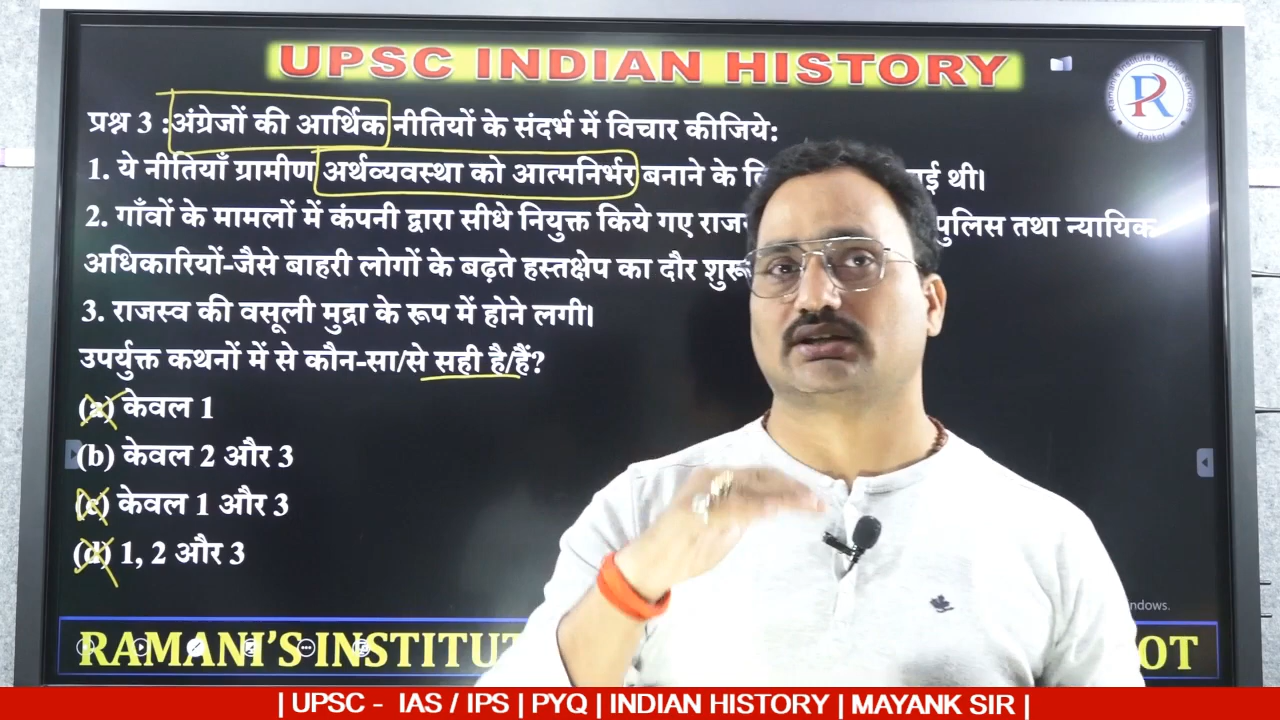 UPSC INDIAN HISTORY
प्रश्न 3 :अंग्रेजों की आर्थिक नीतियों के संदर्भ में विचार कीजिये:
1. ये नीतियाँ ग्रामीण अर्थव्यवस्था को आत्मनिर्भर बनाने के थी।
2. गाँवों के मामलों में कंपनी द्वारा सीधे नियुक्त किये गए पुलिस तथा न्यायिक
अधिकारियों-जैसे बाहरी लोगों के बढ़ते हस्तक्षेप का दौर
3. राजस्व की वसूली मुद्रा के रूप में होने लगी।
उपर्युक्त कथनों में से कौन-सा/से सही है/हैं?
(a) केवल 1
(b) केवल 2 और 3
(c) केवल 1 और 3
(d) 1, 2 और 3
RAMANI'S
| UPSC - IAS / IPS | PYQ | INDIAN HISTORY | MAYANK SIR |